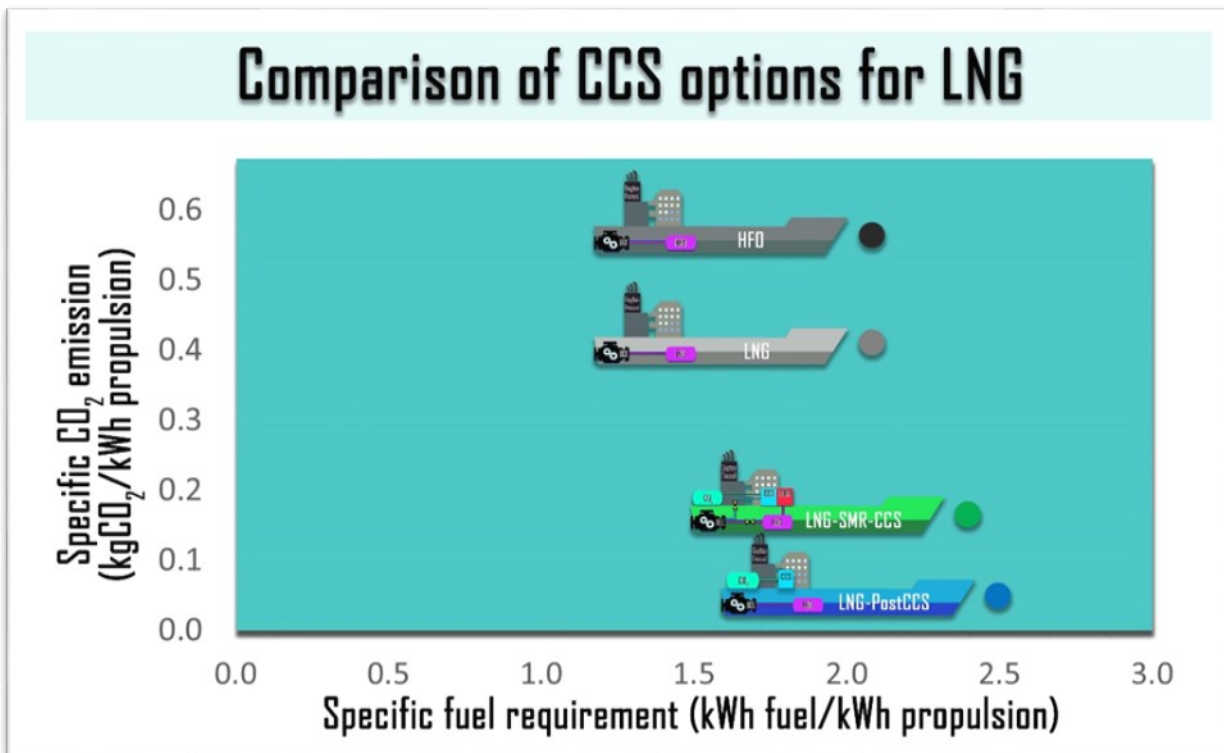 Comparison of CCS options for LNG
Specific CO₂ emission
(kgCO₂/kWh propulsion)
0.6
0.5
0.4
0.3
0.2
0.1
0.0
HFO
LNG
LNG-SMR-CCS
CO₂
LNG-PostCCS
0.0 0.5 1.0 1.5 2.0 2.5 3.0
Specific fuel requirement (kWh fuel/kWh propulsion)